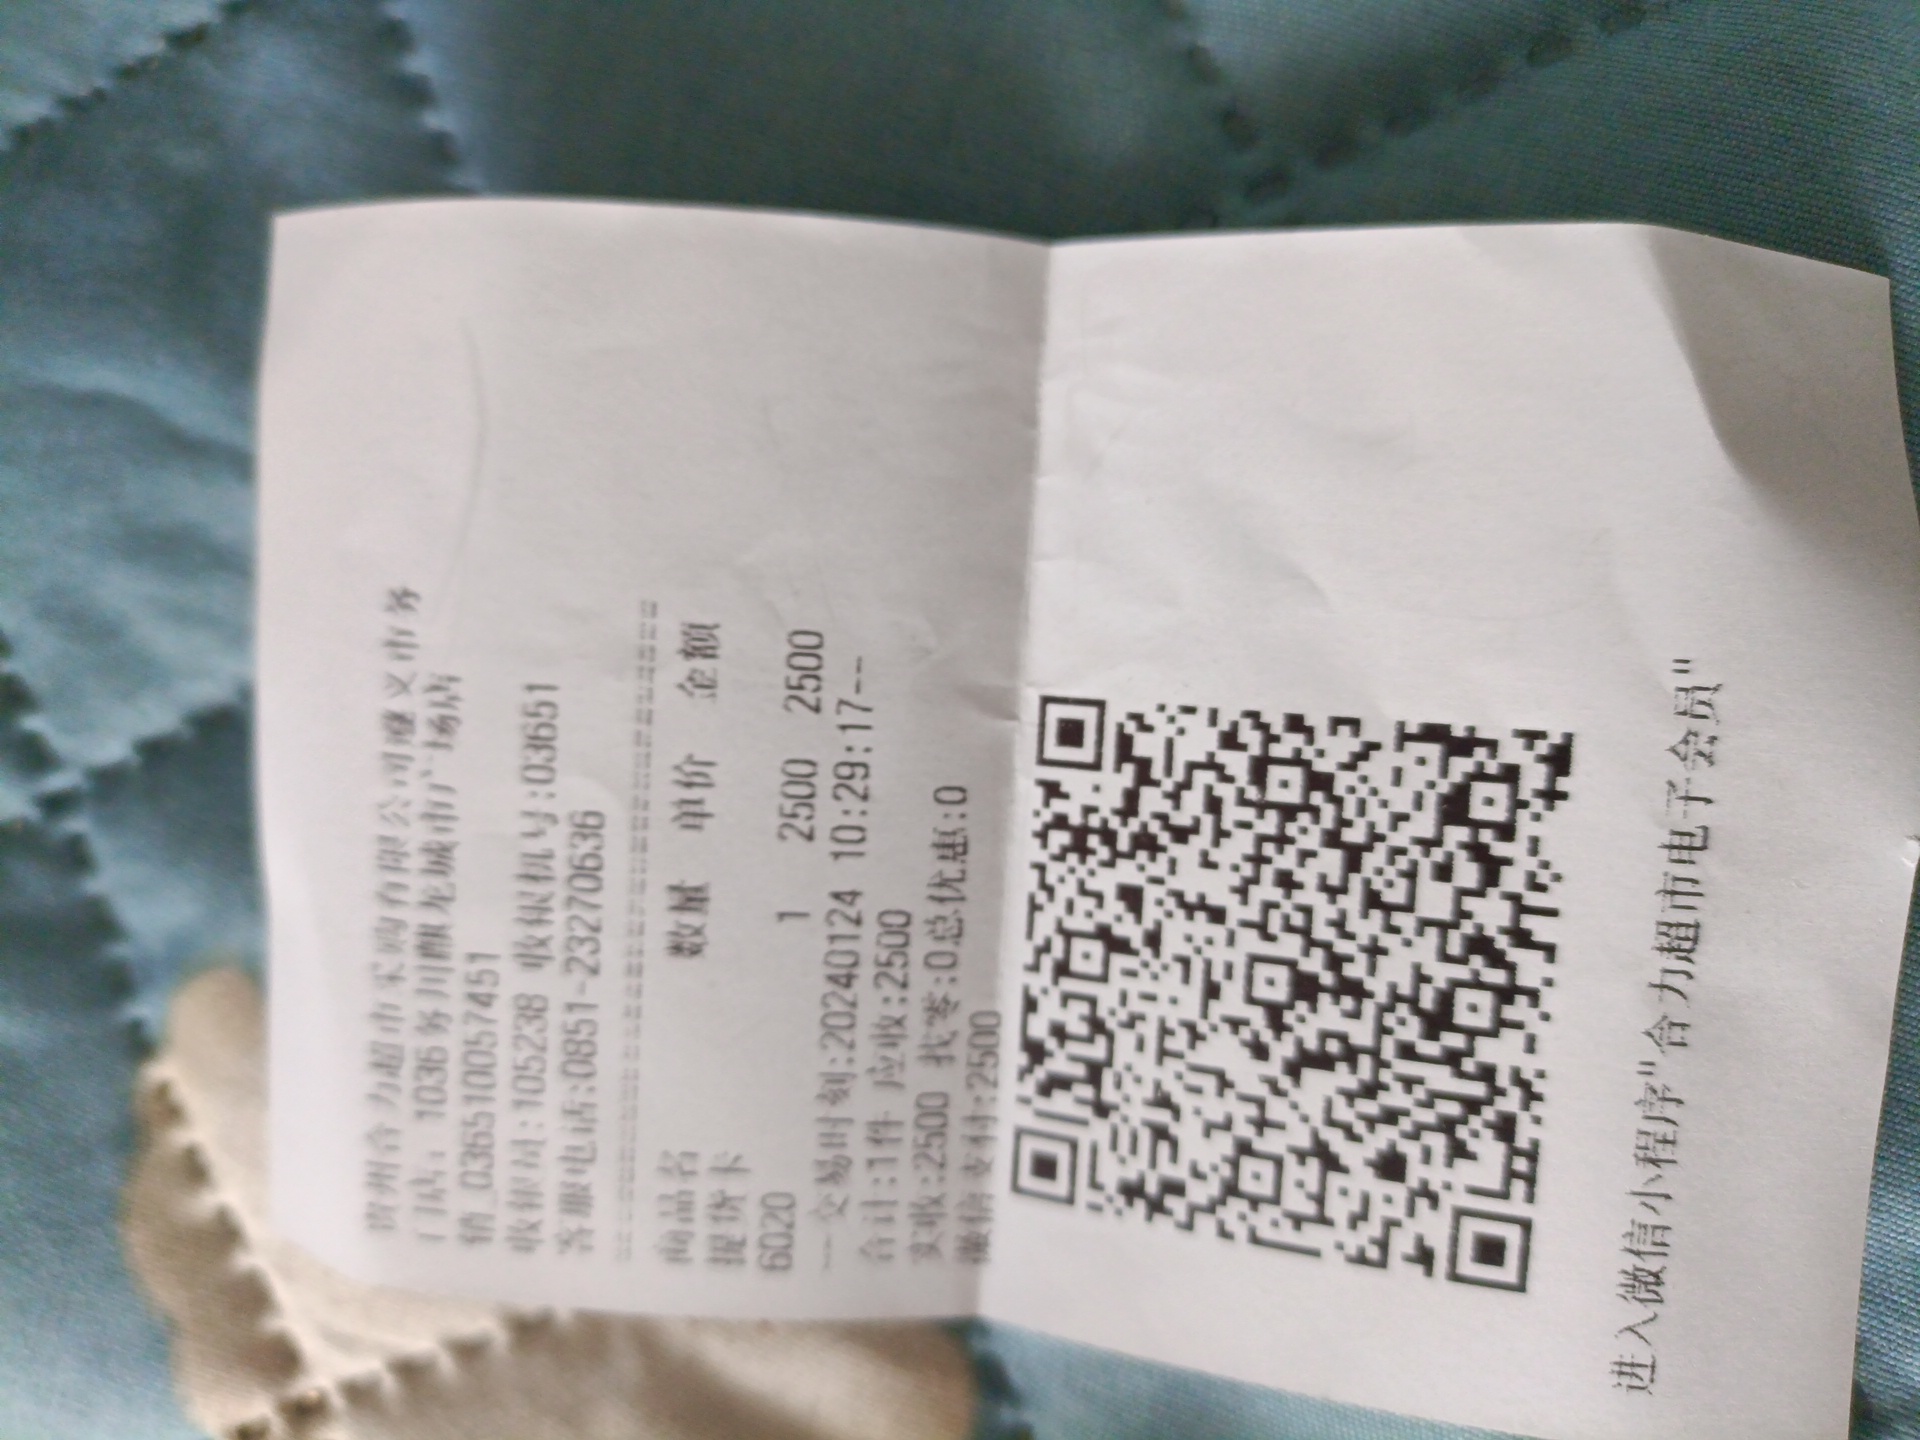 贵州合力超市采购有限公司遵义市务
门店: 1036务川麒龙城市广场店
销_036510057451
收银员:105238 收银机号:03651
客服电话:0851-23270636
商品名 数量 单价 金额
提货卡
6020 1 2500 2500
--交易时刻:20240124 10:29:17--
合计:1件 应收:2500
实收:2500 找零:0总优惠:0
微信支付:2500
进入微信小程序"合力超市电子会员"